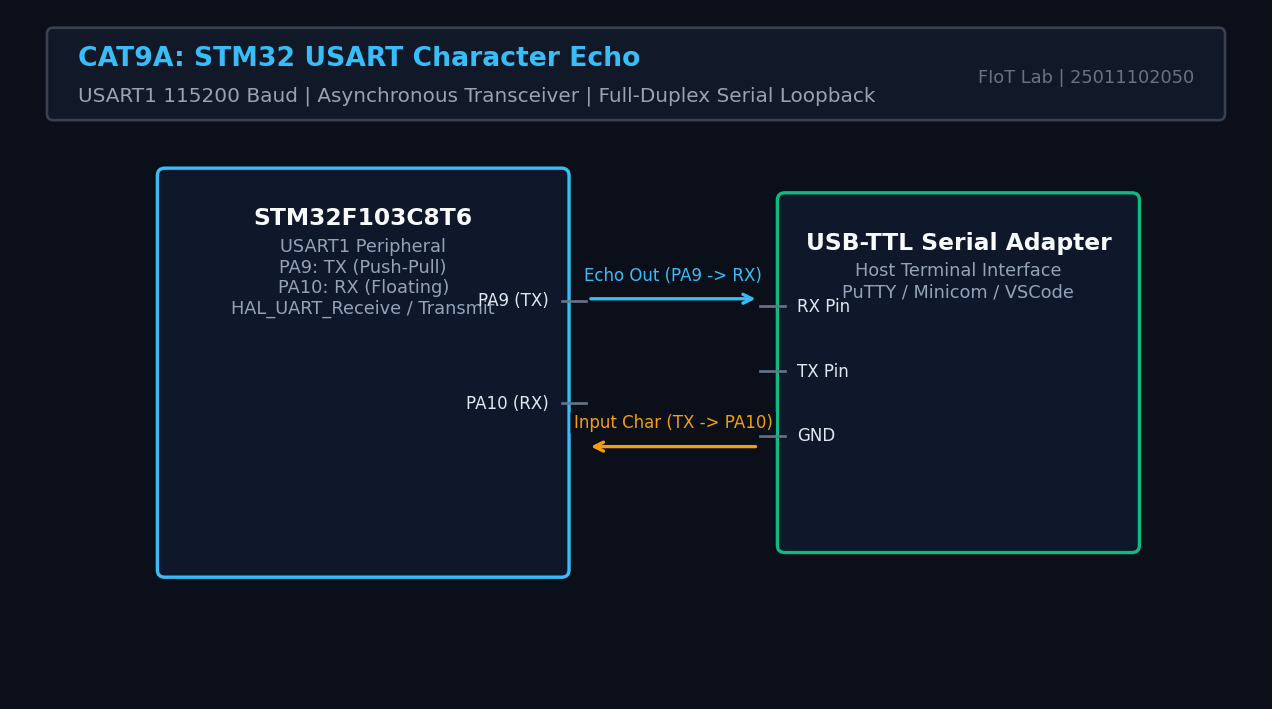 CAT9A: STM32 USART Character Echo
USART1 115200 Baud | Asynchronous Transceiver | Full-Duplex Serial Loopback
FIoT Lab | 25011102050
STM32F103C8T6
USART1 Peripheral
PA9: TX (Push-Pull)
PA10: RX (Floating)
HAL_UART_Receive / Transmit
PA9 (TX)
PA10 (RX)
Echo Out (PA9 -> RX)
Input Char (TX -> PA10)
USB-TTL Serial Adapter
Host Terminal Interface
PuTTY / Minicom / VSCode
RX Pin
TX Pin
GND